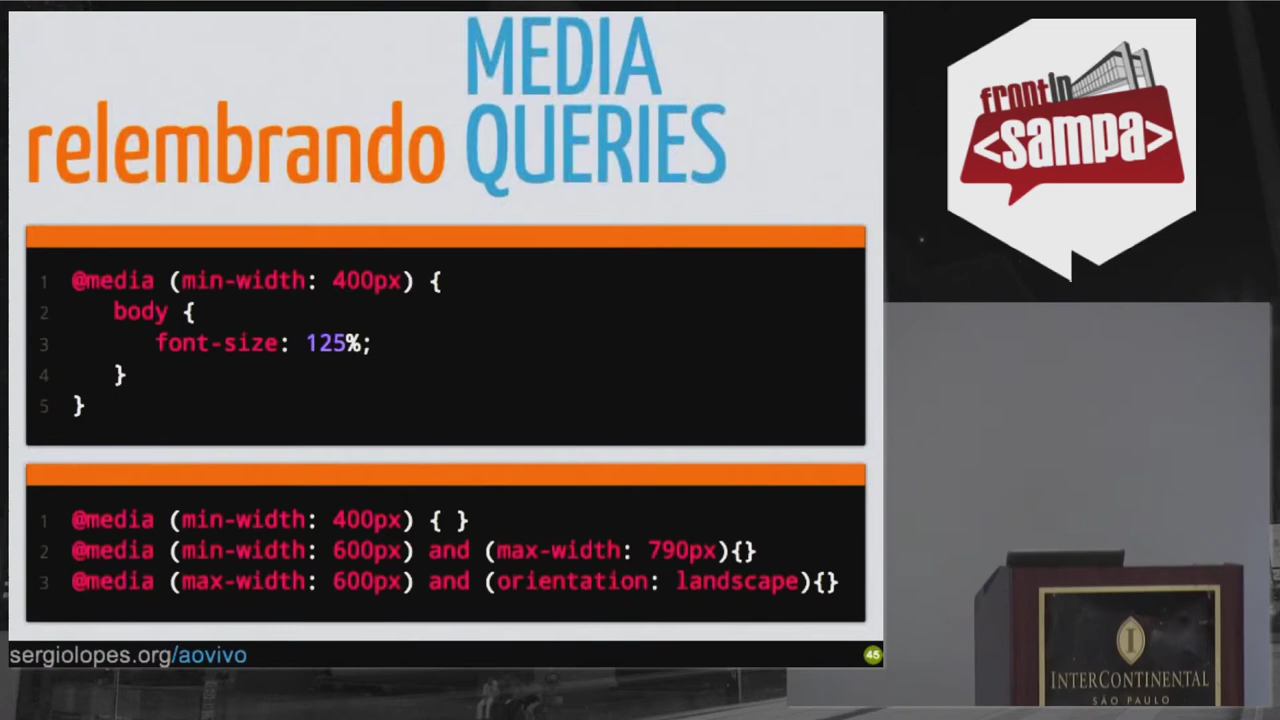 MEDIA
relembrando QUERIES
1 @media (min-width: 400px) {
2 body {
3 font-size: 125%;
4 }
5 }
1 @media (min-width: 400px) { }
2 @media (min-width: 600px) and (max-width: 790px){}
3 @media (max-width: 600px) and (orientation: landscape){}
sergiolopes.org/aovivo
45
frontIn
<sampa>
I
INTERCONTINENTAL
SÃO PAULO